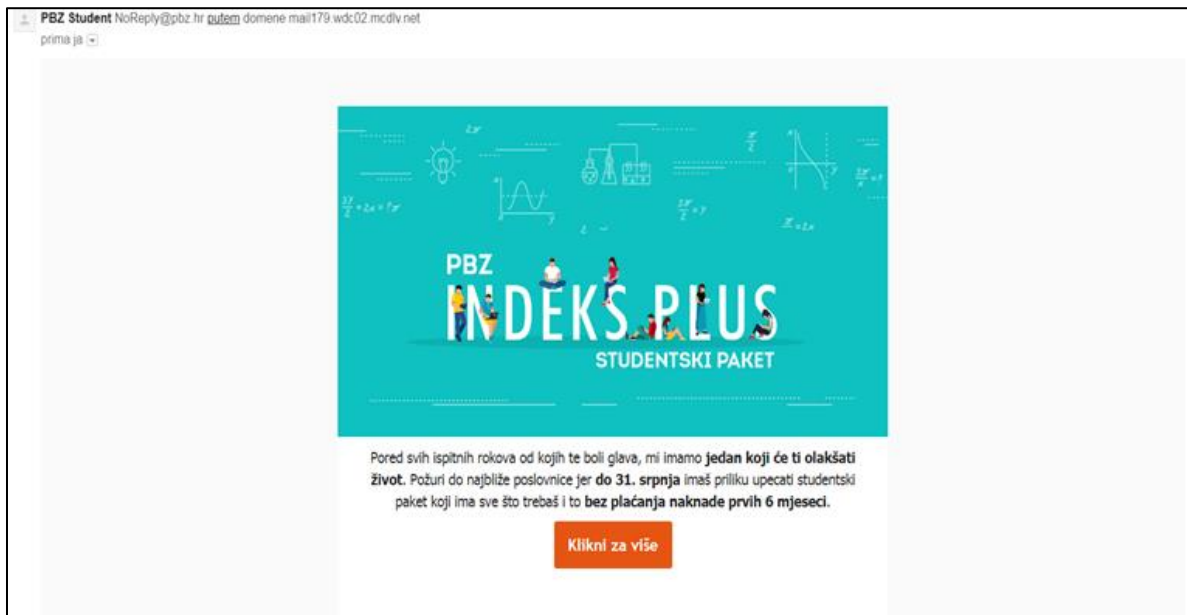 PBZ Student NoReply@pbz.hr putem domene mail179.wdc02.mcdlv.net
prima ja
PBZ
INDEKS PLUS
STUDENTSKI PAKET
Pored svih ispitnih rokova od kojih te boli glava, mi imamo jedan koji će ti olakšati
život. Požuri do najbliže poslovnice jer do 31. srpnja imaš priliku upecati studentski
paket koji ima sve što trebaš i to bez plaćanja naknade prvih 6 mjeseci.
Klikni za više